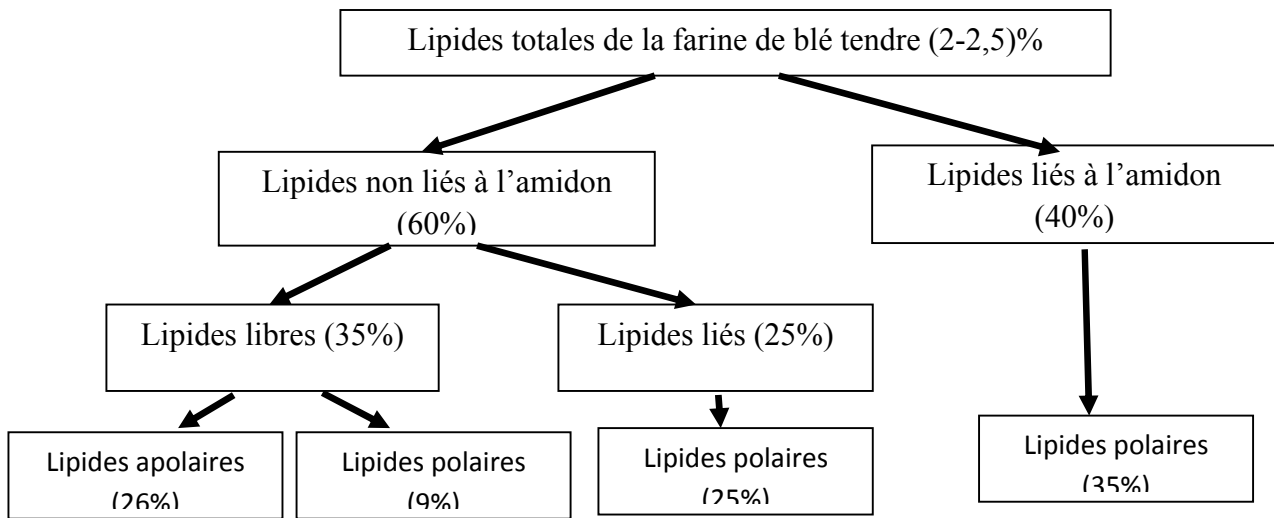 Lipides totales de la farine de blé tendre (2-2,5)%
Lipides non liés à l’amidon
(60%)
Lipides liés à l’amidon
(40%)
Lipides libres (35%)
Lipides liés (25%)
Lipides apolaires
(26%)
Lipides polaires
(9%)
Lipides polaires
(25%)
Lipides polaires
(35%)